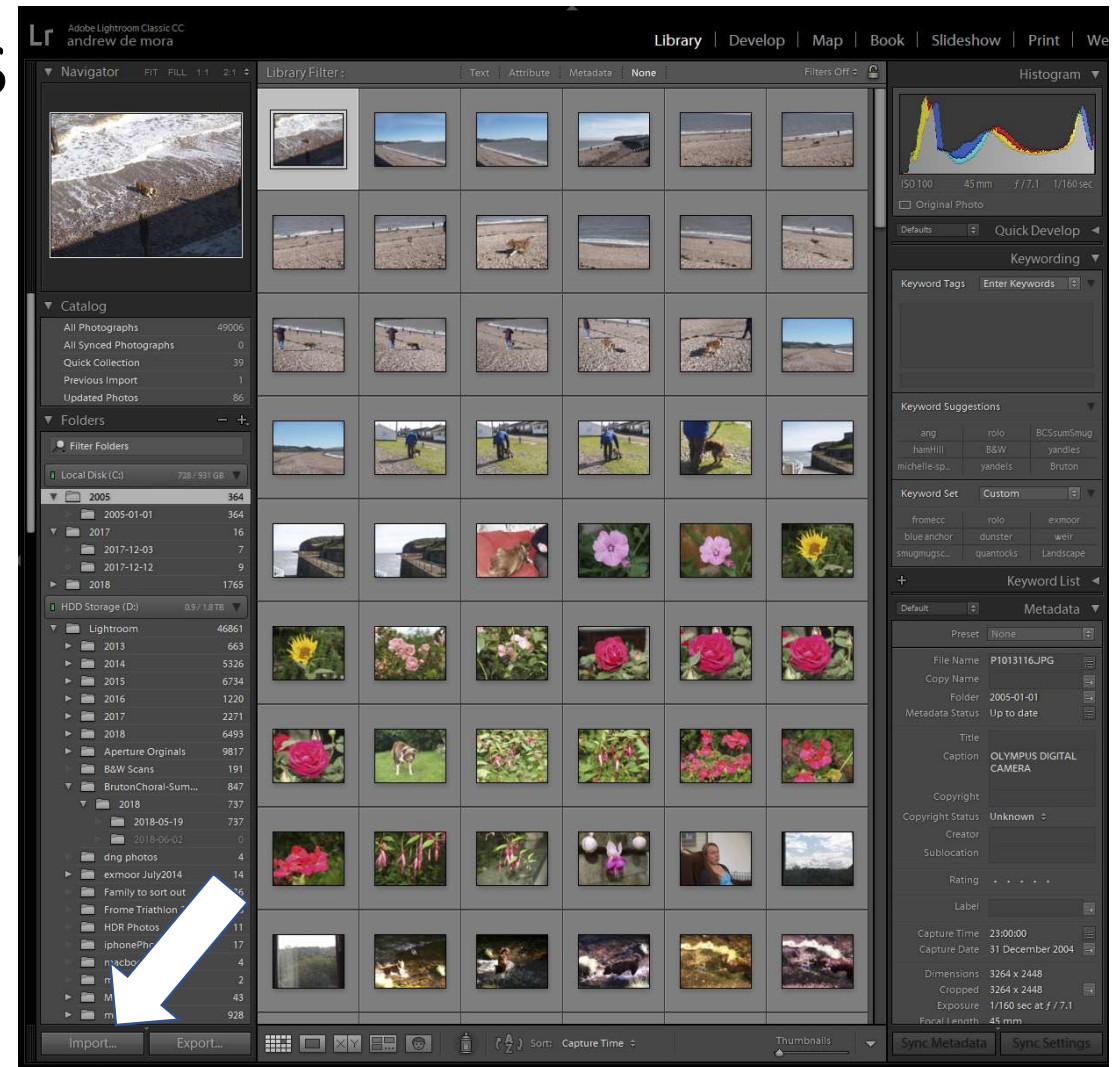 Adobe Lightroom Classic CC
Lr andrew de mora
Library | Develop | Map | Book | Slideshow | Print | We
Navigator FIT FILL 1:1 2:1
Library Filter: Text Attribute Metadata None Filters Off
Histogram
ISO 100 45 mm f / 7.1 1/160 sec
Original Photo
Defaults Quick Develop
Keywording
Keyword Tags Enter Keywords
Catalog
All Photographs 49006
All Synced Photographs 0
Quick Collection 39
Previous Import 1
Updated Photos 86
Folders
Filter Folders
Local Disk (C:) 728 / 931 GB
2005 364
2005-01-01 364
2017 16
2017-12-03 7
2017-12-12 9
2018 1765
HDD Storage (D:) 0.9 / 1.8 TB
Lightroom 46861
2013 663
2014 5326
2015 6734
2016 1220
2017 2271
2018 6493
Aperture Orginals 9817
B&W Scans 191
BrutonChoral-Sum... 847
2018 737
2018-05-19 737
2018-06-02 0
dng photos 4
exmoor July2014 14
Family to sort out
Frome Triathlon
HDR Photos 11
iphonePho 17
macboo 4
2
43
928
Import... Export...
Keyword Suggestions
ang rolo BCSsumSmug
hamHill B&W yandles
michelle-sp... yandels Bruton
Keyword Set Custom
fromecc rolo exmoor
blue anchor dunster weir
smugmugsc... quantocks Landscape
Keyword List
Default Metadata
Preset None
File Name P1013116.JPG
Copy Name
Folder 2005-01-01
Metadata Status Up to date
Title
Caption OLYMPUS DIGITAL
CAMERA
Copyright
Copyright Status Unknown
Creator
Sublocation
Rating
Label
Capture Time 23:00:00
Capture Date 31 December 2004
Dimensions 3264 x 2448
Cropped 3264 x 2448
Exposure 1/160 sec at f / 7.1
Focal Length 45 mm
Sort: Capture Time Thumbnails
Sync Metadata Sync Settings